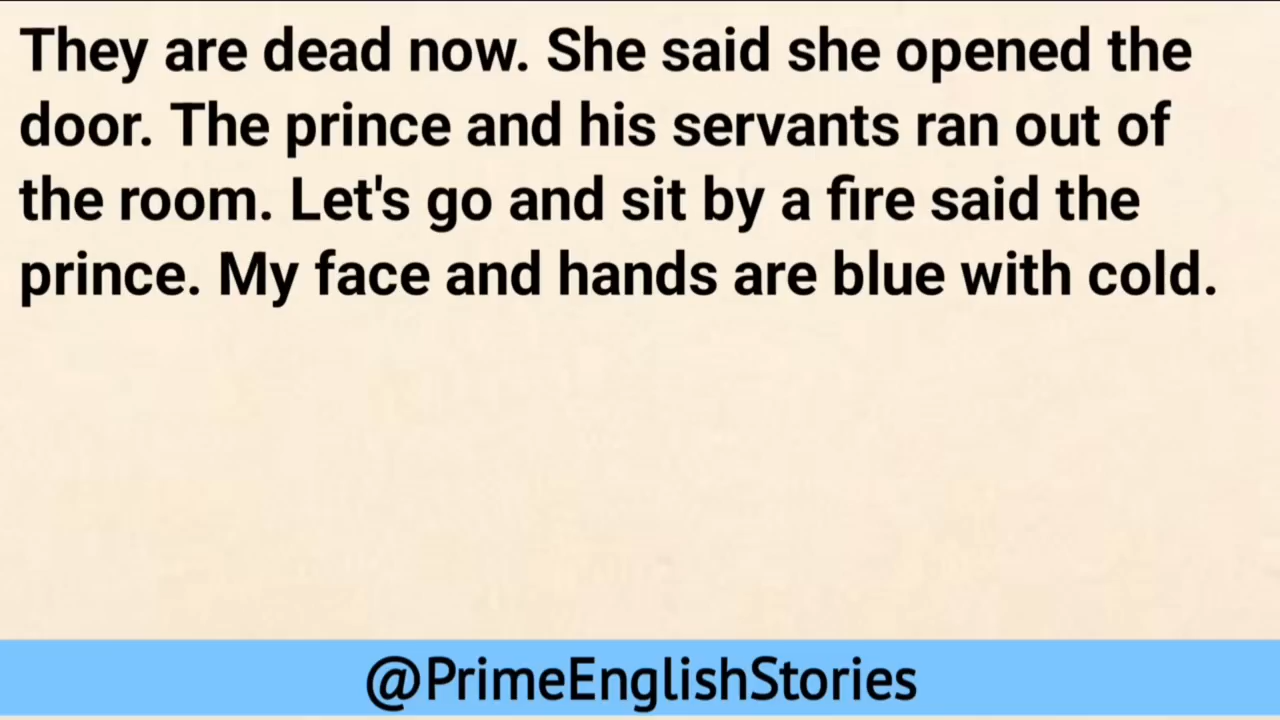 They are dead now. She said she opened the
door. The prince and his servants ran out of
the room. Let's go and sit by a fire said the
prince. My face and hands are blue with cold.
@PrimeEnglishStories